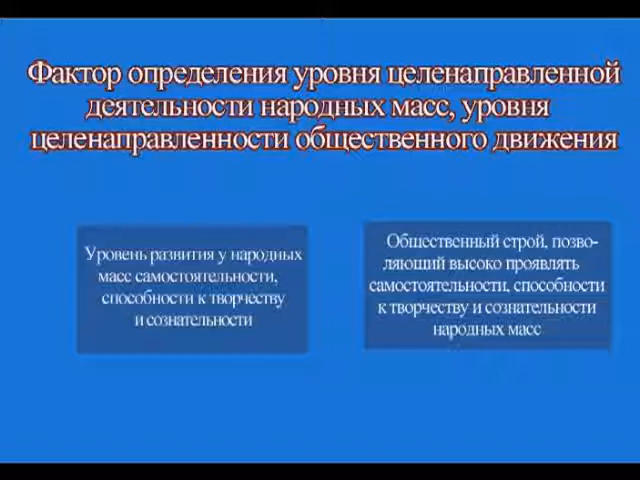 Фактор определения уровня целенаправленной
деятельности народных масс, уровня
целенаправленности общественного движения
Уровень развития у народных
масс самостоятельности,
способности к творчеству
и сознательности
Общественный строй, позво-
ляющий высоко проявлять
самостоятельности, способности
к творчеству и сознательности
народных масс